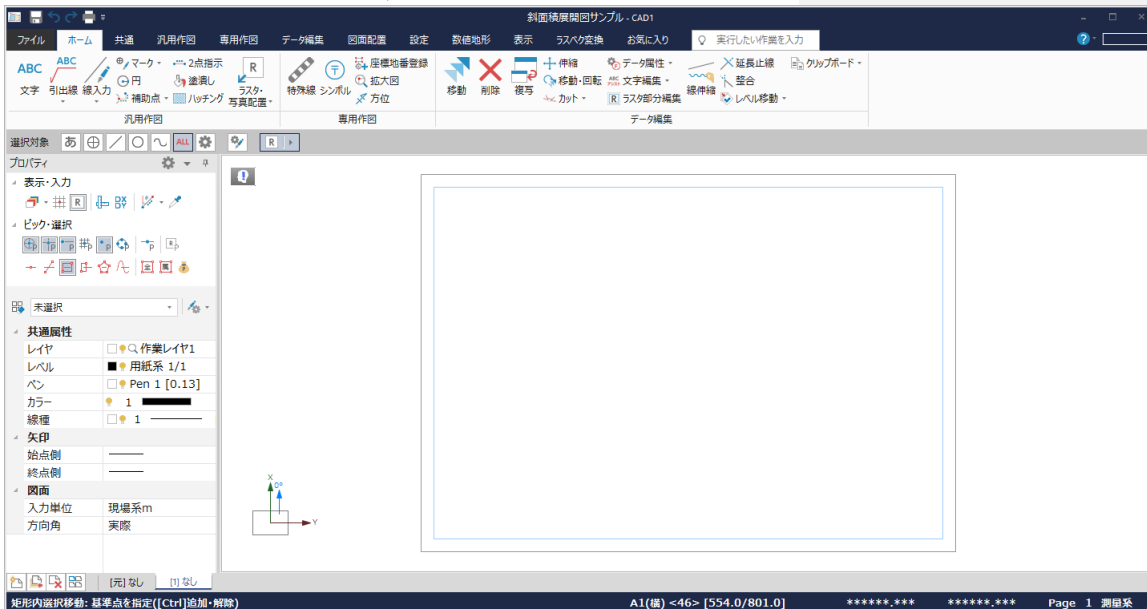 斜面積展開図サンプル - CAD1
ファイル ホーム 共通 汎用作図 専用作図 データ編集 図面配置 設定 数値地形 表示 ラスベク変換 お気に入り 実行したい作業を入力
ABC 文字
ABC 引出線
線入力
マーク
円
補助点
2点指示
塗潰し
ハッチング
R ラスタ・写真配置
汎用作図
特殊線
シンボル
座標地番登録
拡大図
方位
専用作図
移動
削除
複写
伸縮
移動・回転
カット
データ属性
文字編集
R ラスタ部分編集
線伸縮
延長止線
整合
レベル移動
クリップボード
データ編集
選択対象 あ ALL R
プロパティ
表示・入力
R DX DY
ピック・選択
未選択
共通属性
レイヤ 作業レイヤ1
レベル 用紙系 1/1
ペン Pen 1 [0.13]
カラー 1
線種 1
矢印
始点側
終点側
図面
入力単位 現場系m
方向角 実際
X
0°
Y
[元] なし [1] なし
矩形内選択移動: 基準点を指定([Ctrl]追加・解除) A1(横) <46> [554.0/801.0] ******.*** ******.*** Page 1 測量系